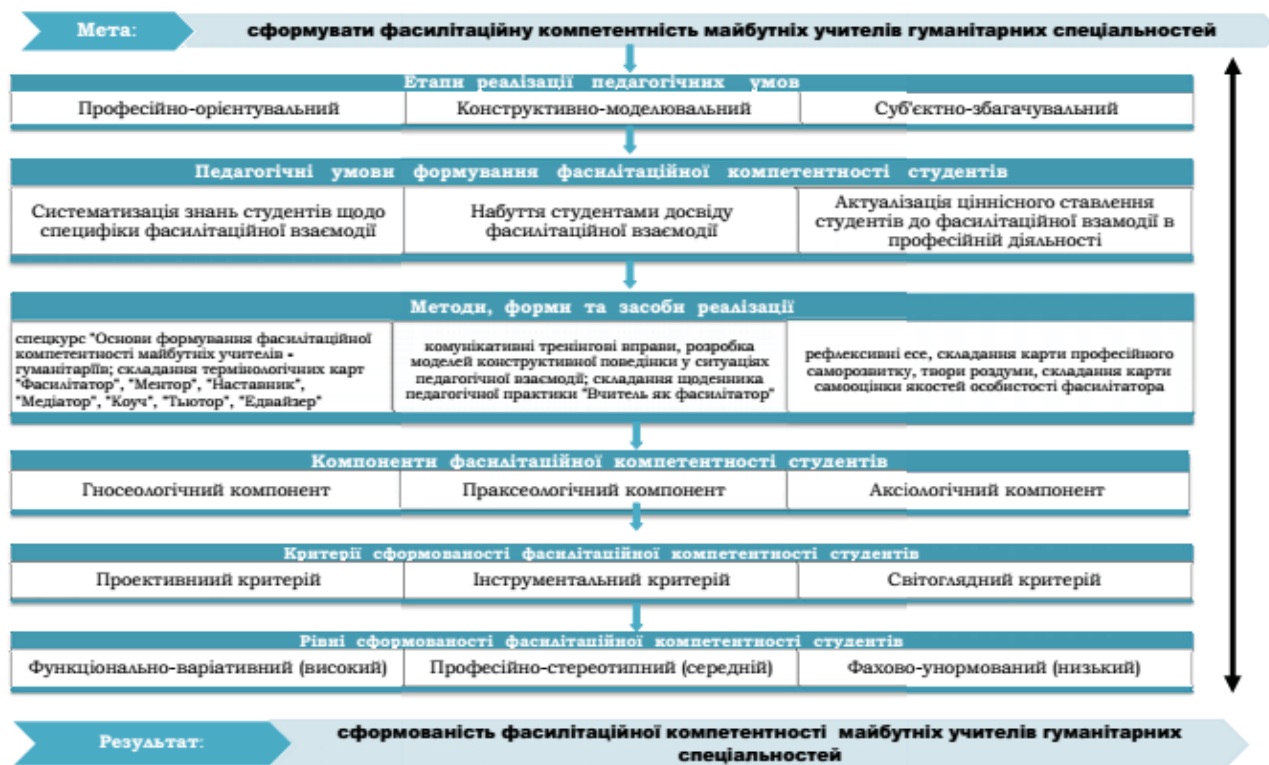 Мета:
сформувати фасилітаційну компетентність майбутніх учителів гуманітарних спеціальностей
Етапи реалізації педагогічних умов
Професійно-орієнтувальний
Конструктивно-моделювальний
Суб'єктно-збагачувальний
Педагогічні умови формування фасилітаційної компетентності студентів
Систематизація знань студентів щодо
специфіки фасилітаційної взаємодії
Набуття студентами досвіду
фасилітаційної взаємодії
Актуалізація ціннісного ставлення
студентів до фасилітаційної взамодії в
професійній діяльності
Методи, форми та засоби реалізації
спецкурс "Основи формування фасилітаційної
компетентності майбутніх учителів -
гуманітаріїв; складання термінологічних карт
"Фасилітатор", "Ментор", "Наставник",
"Медіатор", "Коуч", "Тьютор", "Едвайзер"
комунікативні тренінгові вправи, розробка
моделей конструктивної поведінки у ситуаціях
педагогічної взаємодії; складання щоденника
педагогічної практики "Вчитель як фасилітатор"
рефлексивні есе, складання карти професійного
саморозвитку, твори роздуми, складання карти
самооцінки якостей особистості фасилітатора
Компоненти фасилітаційної компетентності студентів
Гносеологічний компонент
Праксеологічний компонент
Аксіологічний компонент
Критерії сформованості фасилітаційної компетентності студентів
Проективниий критерій
Інструментальний критерій
Світоглядний критерій
Рівні сформованості фасилітаційної компетентності студентів
Функціонально-варіативний (високий)
Професійно-стереотипний (середній)
Фахово-унормований (низький)
Результат:
сформованість фасилітаційної компетентності майбутніх учителів гуманітарних
спеціальностей